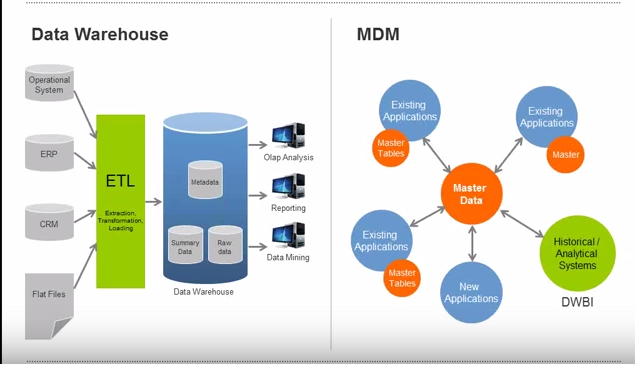 Data Warehouse
Operational
System
ERP
CRM
Flat Files
ETL
Extraction,
Transformation,
Loading
Metadata
Summary
Data
Raw
data
Data Warehouse
Olap Analysis
Reporting
Data Mining
MDM
Existing
Applications
Master
Tables
Existing
Applications
Master
Master
Data
Existing
Applications
Master
Tables
New
Applications
Historical /
Analytical
Systems
DWBI